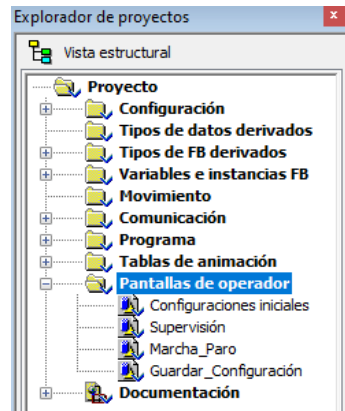 Explorador de proyectos
Vista estructural
Proyecto
Configuración
Tipos de datos derivados
Tipos de FB derivados
Variables e instancias FB
Movimiento
Comunicación
Programa
Tablas de animación
Pantallas de operador
Configuraciones iniciales
Supervisión
Marcha_Paro
Guardar_Configuración
Documentación